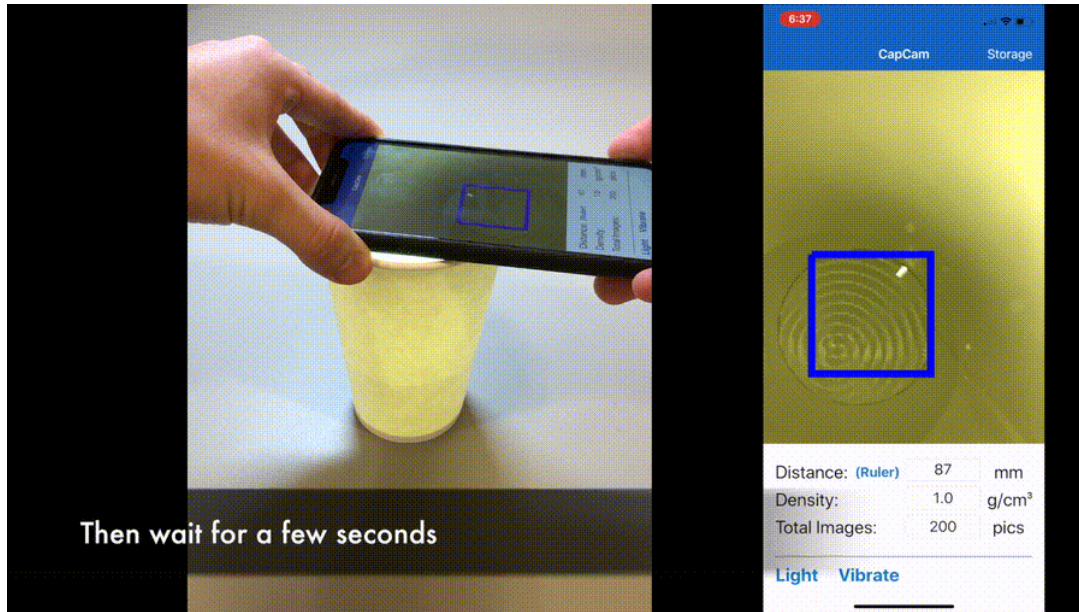 6:37
CapCam
Storage
Distance: (Ruler) 87 mm
Density: 1.0 g/cm³
Total Images: 200 pics
Light Vibrate
Then wait for a few seconds